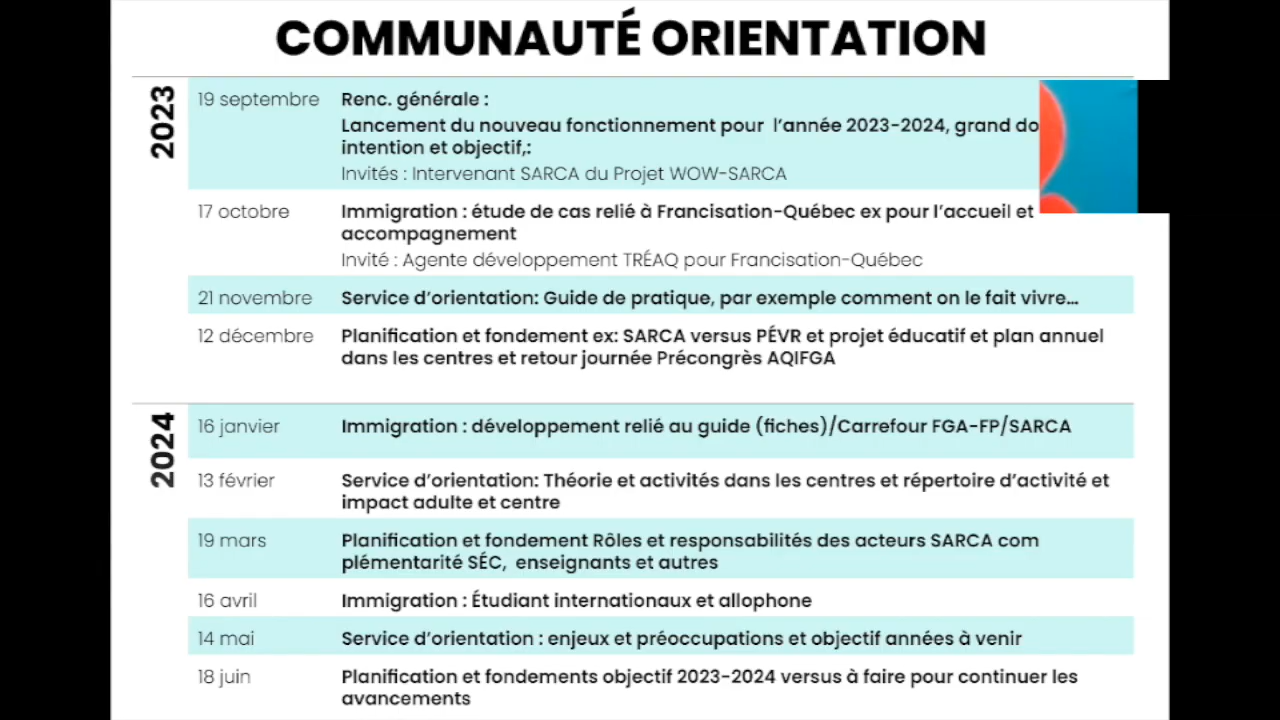 COMMUNAUTÉ ORIENTATION
2023
19 septembre
Renc. générale :
Lancement du nouveau fonctionnement pour l'année 2023-2024, grand
intention et objectif,:
Invités : Intervenant SARCA du Projet WOW-SARCA
17 octobre
Immigration : étude de cas relié à Francisation-Québec ex pour l'accueil et
accompagnement
Invité : Agente développement TRÉAQ pour Francisation-Québec
21 novembre
Service d'orientation: Guide de pratique, par exemple comment on le fait vivre...
12 décembre
Planification et fondement ex: SARCA versus PÉVR et projet éducatif et plan annuel
dans les centres et retour journée Précongrès AQIFGA
2024
16 janvier
Immigration : développement relié au guide (fiches)/Carrefour FGA-FP/SARCA
13 février
Service d'orientation: Théorie et activités dans les centres et répertoire d'activité et
impact adulte et centre
19 mars
Planification et fondement Rôles et responsabilités des acteurs SARCA com
plémentarité SÉC, enseignants et autres
16 avril
Immigration : Étudiant internationaux et allophone
14 mai
Service d'orientation : enjeux et préoccupations et objectif années à venir
18 juin
Planification et fondements objectif 2023-2024 versus à faire pour continuer les
avancements